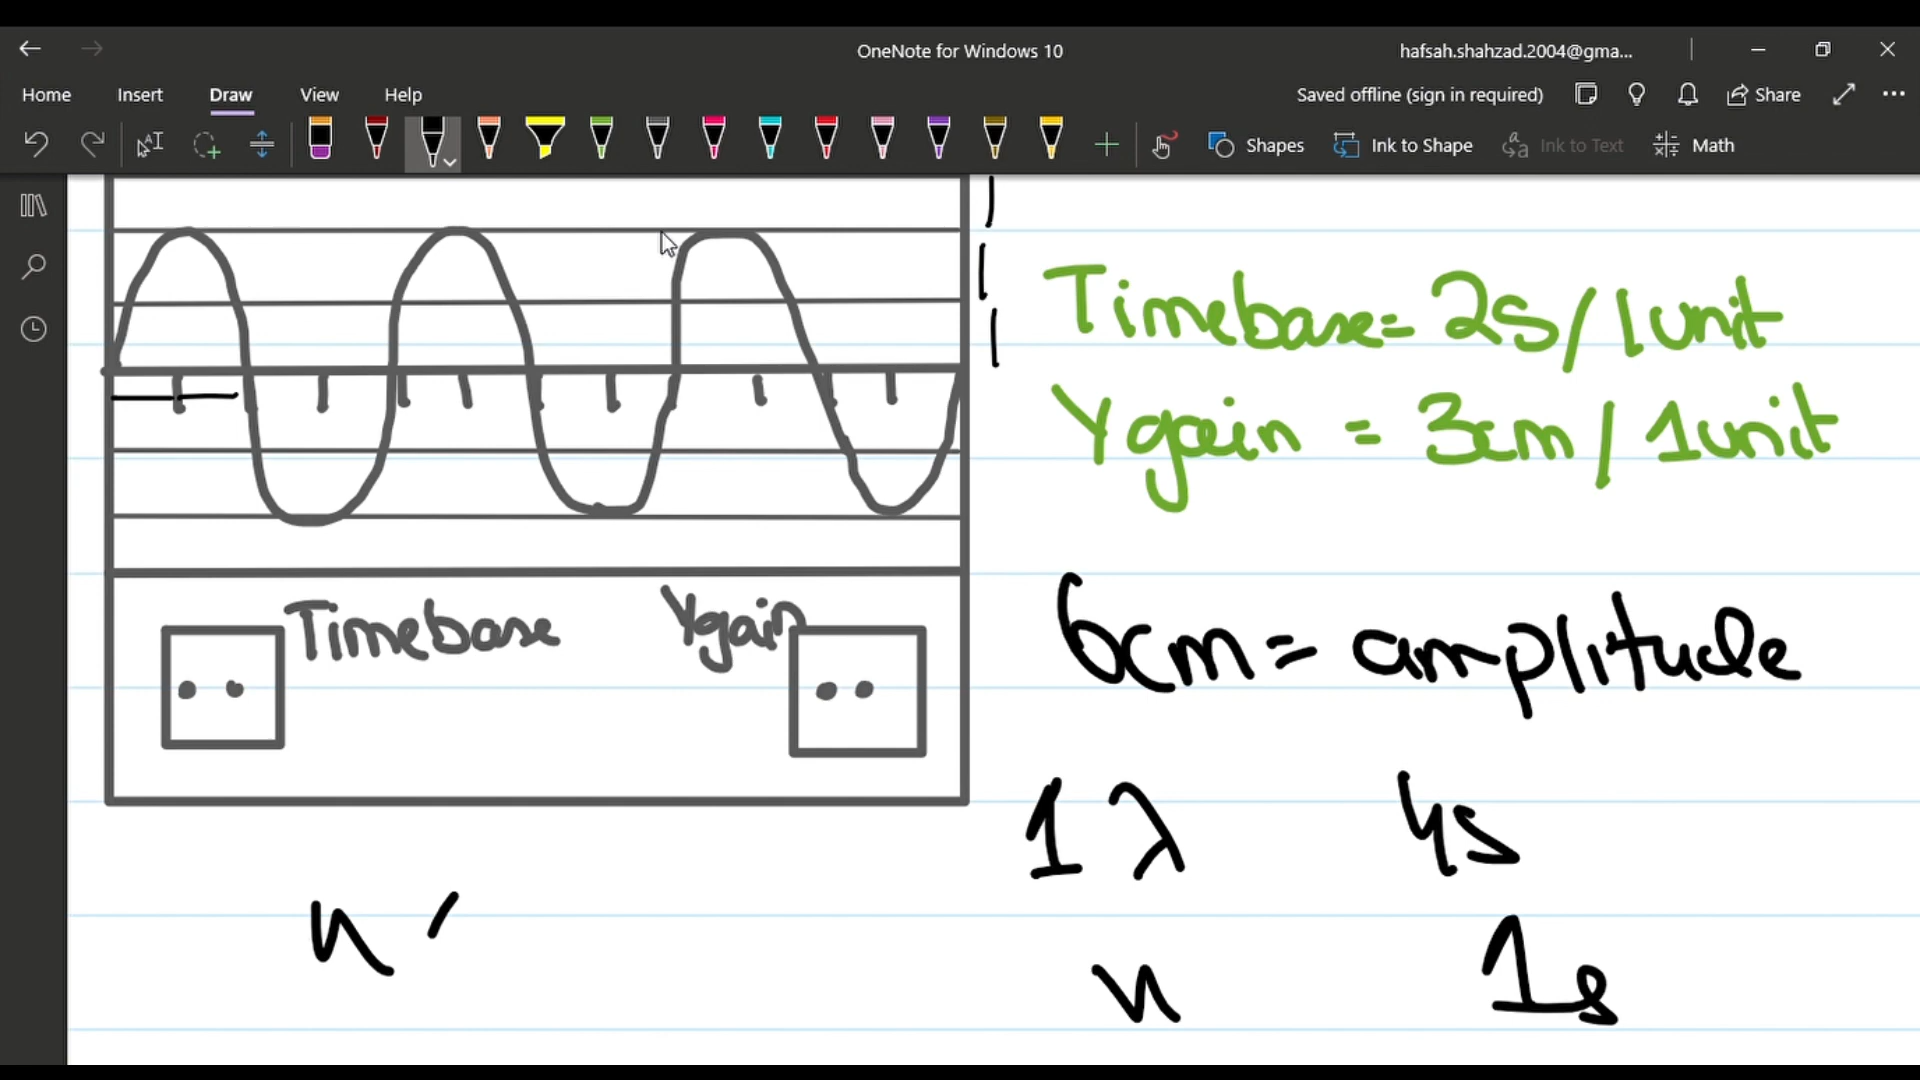 OneNote for Windows 10
hafsah.shahzad.2004@gma...
Home Insert Draw View Help
Saved offline (sign in required) Share
Shapes Ink to Shape Ink to Text Math
Timebase = 2s / 1unit
Ygain = 3cm / 1unit
Timebase Ygain
6cm = amplitude
1 λ 4s
x 1s
x